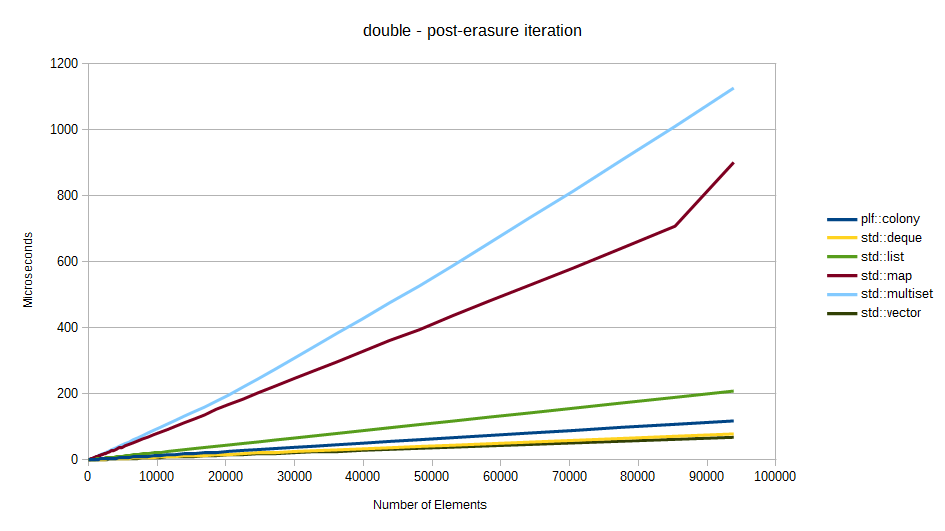 double - post-erasure iteration
1200
1000
800
600
400
200
0
Microseconds
0 10000 20000 30000 40000 50000 60000 70000 80000 90000 100000
Number of Elements
plf::colony
std::deque
std::list
std::map
std::multiset
std::vector